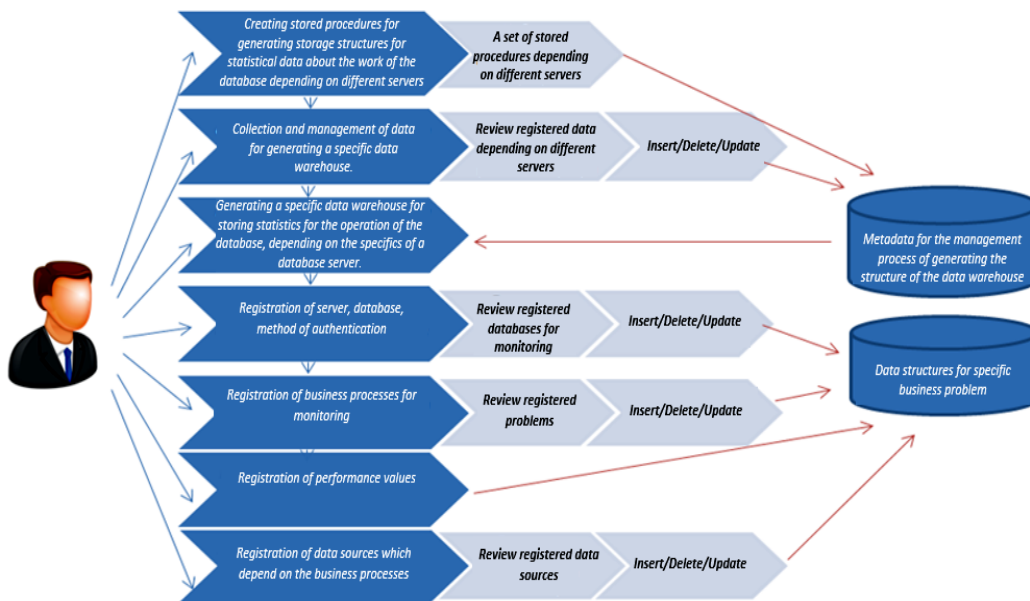 Creating stored procedures for
generating storage structures for
statistical data about the work of the
database depending on different servers
A set of stored
procedures depending
on different servers
Collection and management of data
for generating a specific data
warehouse.
Review registered data
depending on different
servers
Insert/Delete/Update
Generating a specific data warehouse for
storing statistics for the operation of the
database, depending on the specifics of a
database server.
Metadata for the management
process of generating the
structure of the data warehouse
Registration of server, database,
method of authentication
Review registered
databases for
monitoring
Insert/Delete/Update
Data structures for specific
business problem
Registration of business processes for
monitoring
Review registered
problems
Insert/Delete/Update
Registration of performance values
Registration of data sources which
depend on the business processes
Review registered data
sources
Insert/Delete/Update